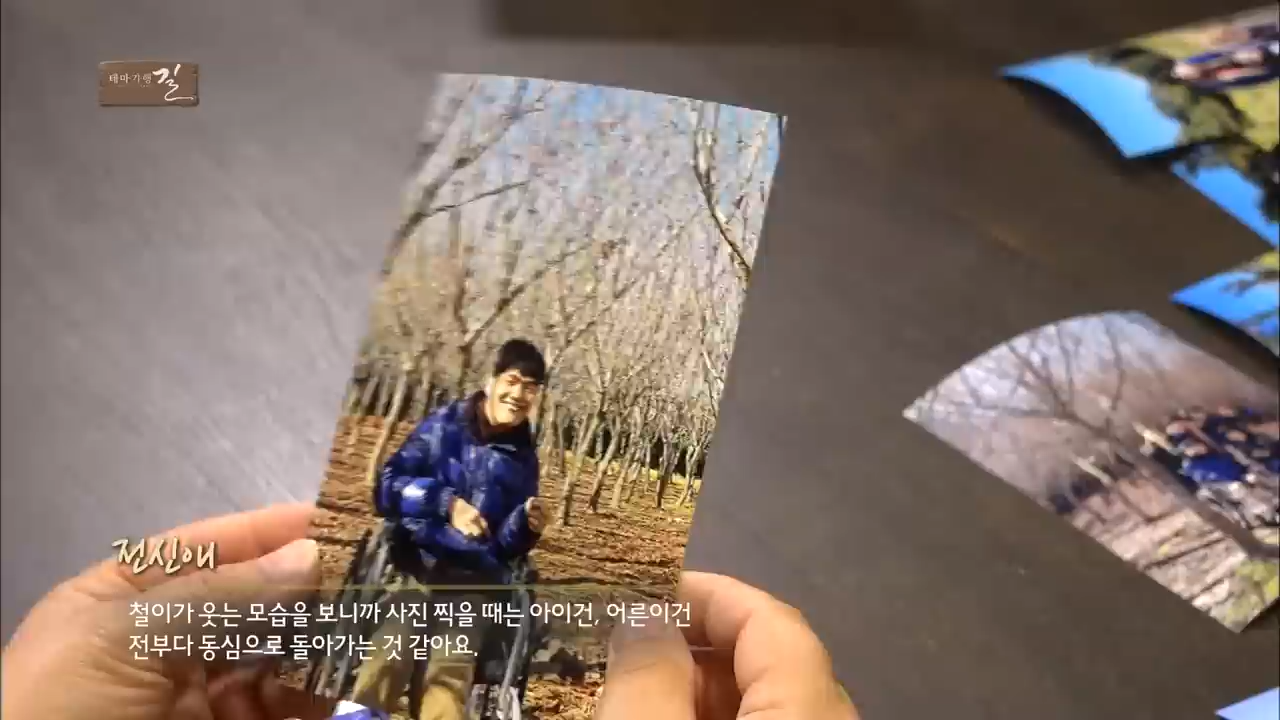 테마기행 길
전신애
철이가 웃는 모습을 보니까 사진 찍을 때는 아이건, 어른이건
전부다 동심으로 돌아가는 것 같아요.